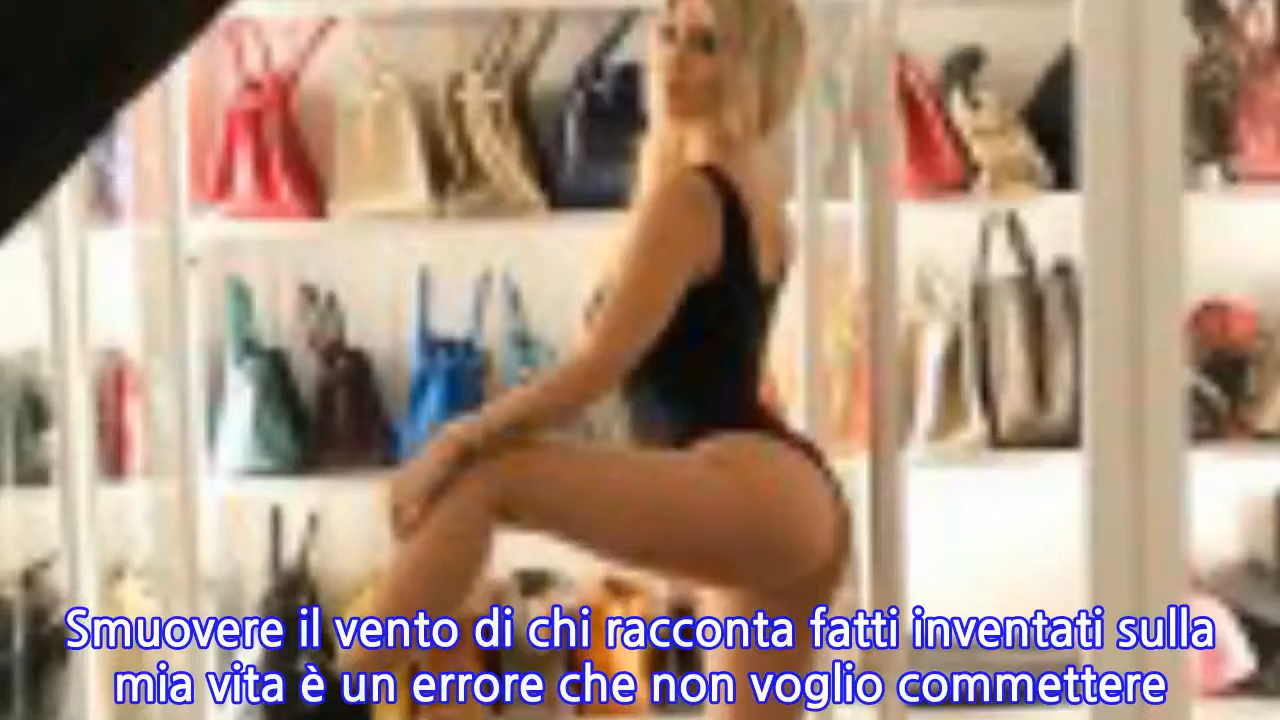 Smuovere il vento di chi racconta fatti inventati sulla
mia vita è un errore che non voglio commettere